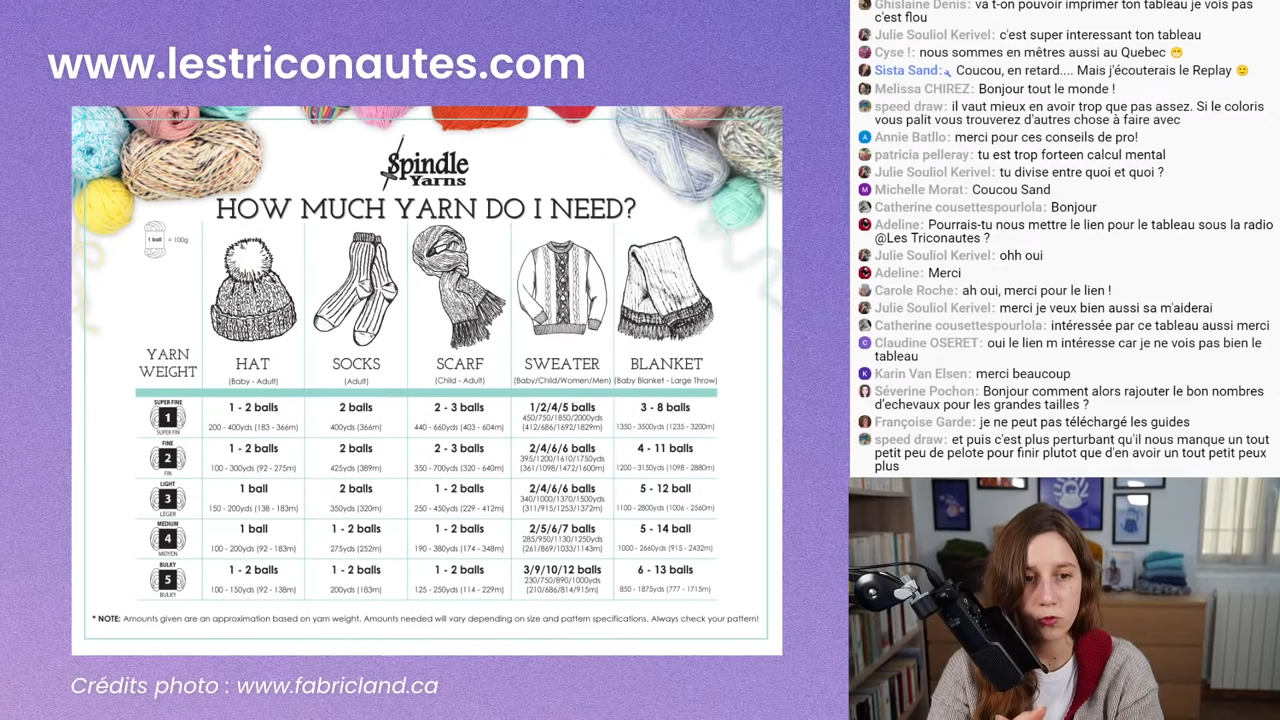 www.lestriconautes.com
Spindle
Yarns
HOW MUCH YARN DO I NEED?
1 ball = 100g
YARN
WEIGHT
HAT
(Baby - Adult)
SOCKS
(Adult)
SCARF
(Child - Adult)
SWEATER
(Baby/Child/Women/Men)
BLANKET
(Baby Blanket - Large Throw)
SUPER FINE
1
SUPER FIN
1 - 2 balls
200 - 400yds (183 - 366m)
2 balls
400yds (366m)
2 - 3 balls
440 - 660yds (403 - 604m)
1/2/4/5 balls
450/750/1850/2000yds
(412/686/1692/1829m)
3 - 8 balls
1350 - 3500yds (1235 - 3200m)
FINE
2
FIN
1 - 2 balls
100 - 300yds (92 - 275m)
2 balls
425yds (389m)
2 - 3 balls
350 - 700yds (320 - 640m)
2/4/6/6 balls
395/1200/1610/1750yds
(361/1098/1472/1600m)
4 - 11 balls
1200 - 3150yds (1098 - 2880m)
LIGHT
3
LÉGER
1 ball
150 - 200yds (138 - 183m)
2 balls
350yds (320m)
1 - 2 balls
250 - 450yds (229 - 412m)
2/4/6/6 balls
340/1000/1370/1500yds
(311/915/1253/1372m)
5 - 12 ball
1100 - 2800yds (1006 - 2560m)
MEDIUM
4
MOYEN
1 ball
100 - 200yds (92 - 183m)
1 - 2 balls
275yds (252m)
1 - 2 balls
190 - 380yds (174 - 348m)
2/5/6/7 balls
285/950/1130/1250yds
(261/869/1033/1143m)
5 - 14 ball
1000 - 2660yds (915 - 2432m)
BULKY
5
BULKY
1 - 2 balls
100 - 150yds (92 - 138m)
1 - 2 balls
200yds (183m)
1 - 2 balls
125 - 250yds (114 - 229m)
3/9/10/12 balls
230/750/890/1000yds
(210/686/814/915m)
6 - 13 balls
850 - 1875yds (777 - 1715m)
* NOTE: Amounts given are an approximation based on yarn weight. Amounts needed will vary depending on size and pattern specifications. Always check your pattern!
Crédits photo : www.fabricland.ca
Ghislaine Denis: va t-on pouvoir imprimer ton tableau je vois pas
c'est flou
Julie Souliol Kerivel: c'est super interessant ton tableau
Cyse !: nous sommes en mêtres aussi au Quebec 😁
Sista Sand: Coucou, en retard.... Mais j'écouterais le Replay 🙂
Melissa CHIREZ: Bonjour tout le monde !
speed draw: il vaut mieux en avoir trop que pas assez. Si le coloris
vous palit vous trouverez d'autres chose à faire avec
A Annie Batllo: merci pour ces conseils de pro!
patricia pelleray: tu est trop forteen calcul mental
Julie Souliol Kerivel: tu divise entre quoi et quoi ?
M Michelle Morat: Coucou Sand
Catherine cousettespourlola: Bonjour
Adeline: Pourrais-tu nous mettre le lien pour le tableau sous la radio
@Les Triconautes ?
Julie Souliol Kerivel: ohh oui
Adeline: Merci
Carole Roche: ah oui, merci pour le lien !
Julie Souliol Kerivel: merci je veux bien aussi sa m'aiderai
Catherine cousettespourlola: intéressée par ce tableau aussi merci
C Claudine OSERET: oui le lien m intéresse car je ne vois pas bien le
tableau
K Karin Van Elsen: merci beaucoup
Séverine Pochon: Bonjour comment alors rajouter le bon nombres
d'echevaux pour les grandes tailles ?
Françoise Garde: je ne peut pas téléchargé les guides
speed draw: et puis c'est plus perturbant qu'il nous manque un tout
petit peu de pelote pour finir plutot que d'en avoir un tout petit peux
plus